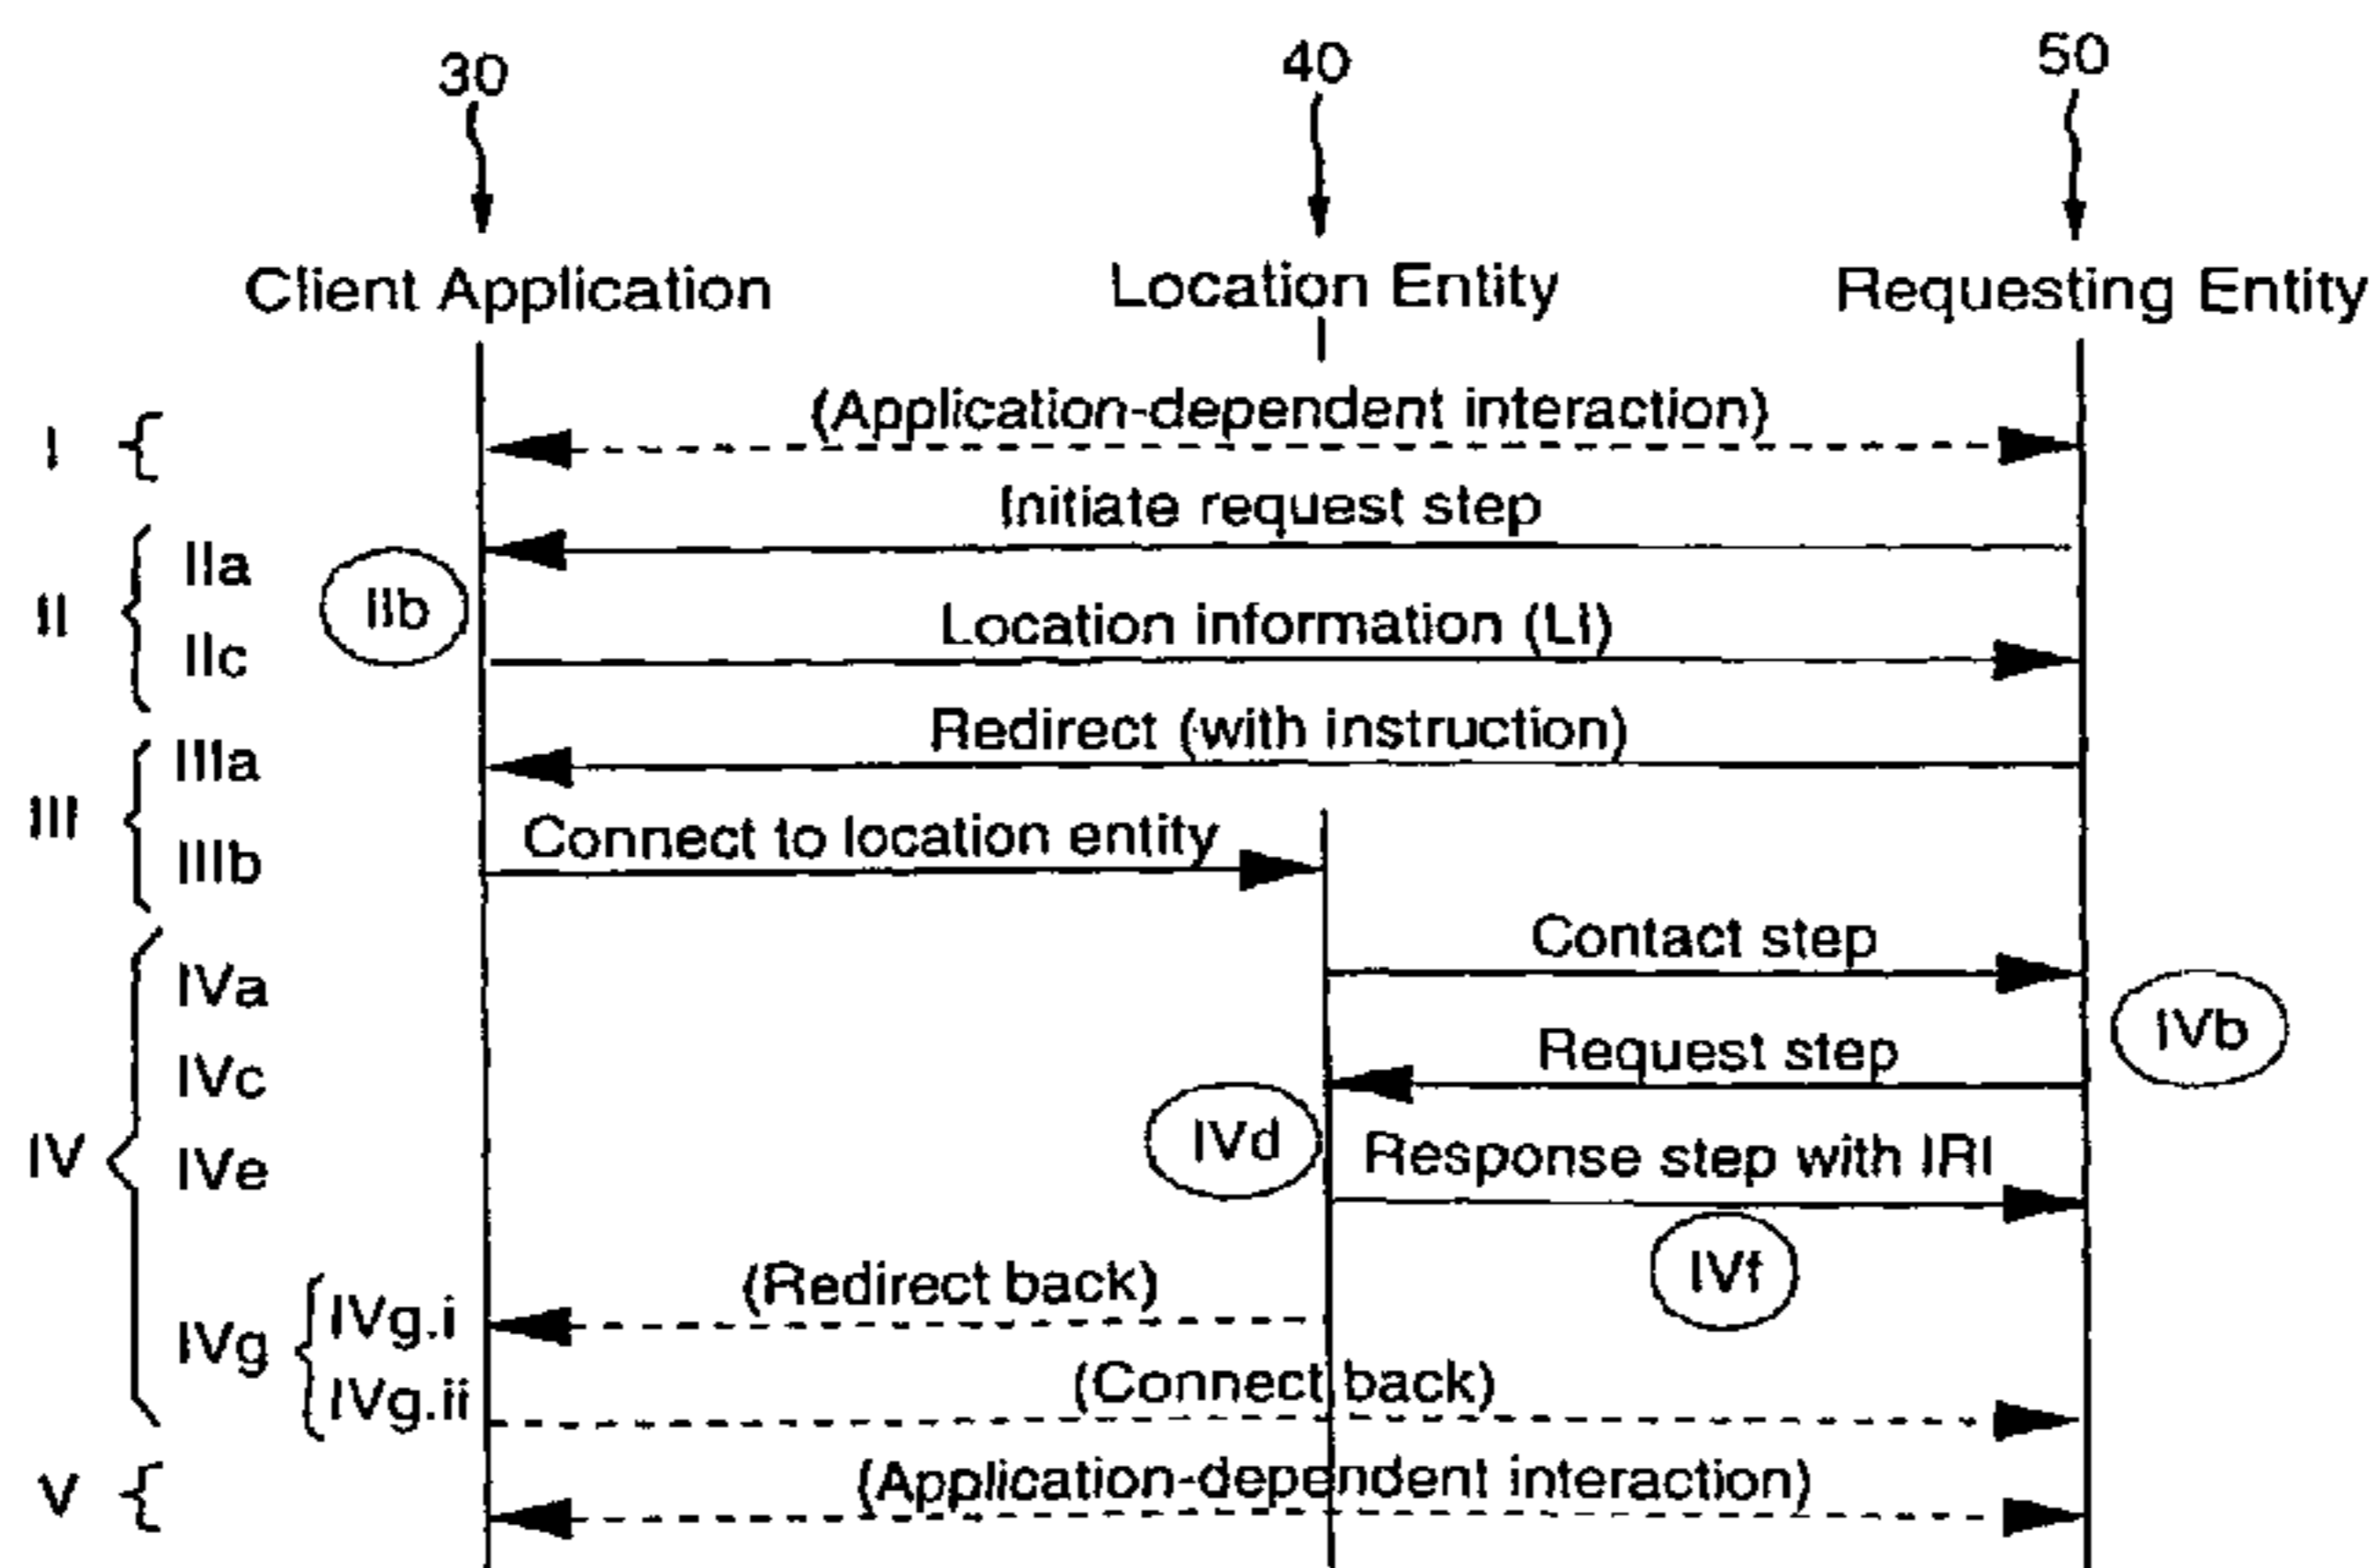 30 40 50
Client Application Location Entity Requesting Entity
(Application-dependent interaction)
I
Initiate request step
IIa
IIb
II
Location information (LI)
IIc
Redirect (with instruction)
IIIa
III
Connect to location entity
IIIb
Contact step
IVa
IVb
Request step
IVc
IVd
Response step with IRI
IV
IVe
IVf
(Redirect back)
IVg.i
IVg
(Connect back)
IVg.ii
(Application-dependent interaction)
V